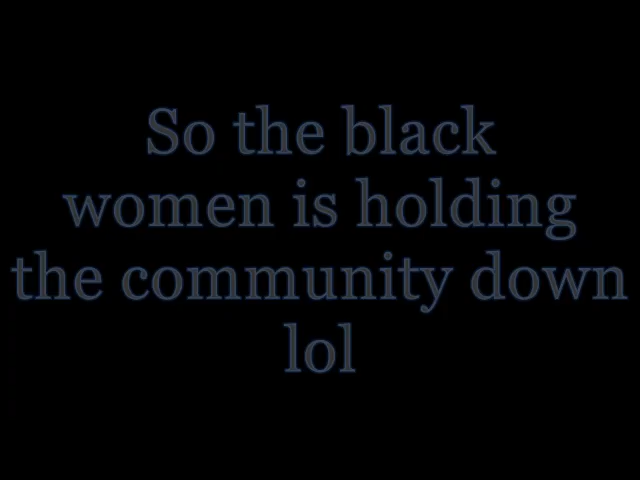 So the black
women is holding
the community down
lol